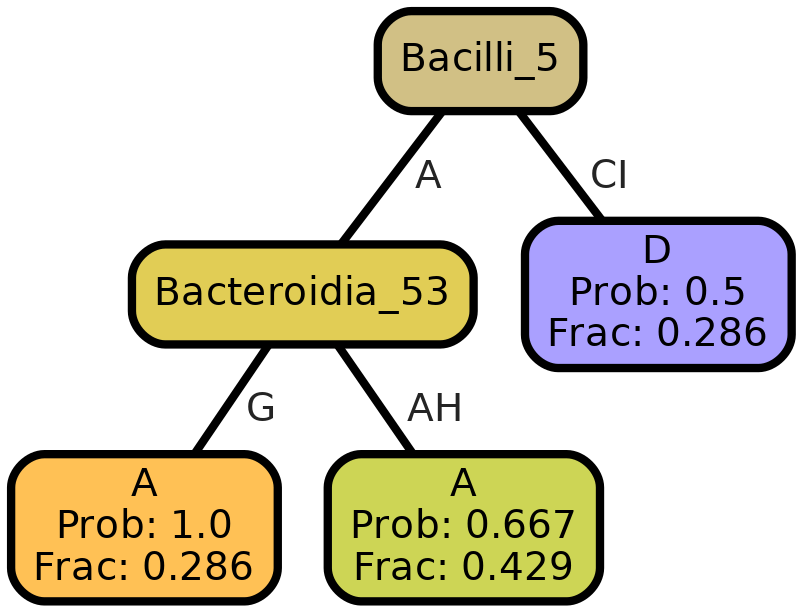 Bacilli_5
A
CI
D
Prob: 0.5
Frac: 0.286
Bacteroidia_53
G
AH
A
Prob: 1.0
Frac: 0.286
A
Prob: 0.667
Frac: 0.429